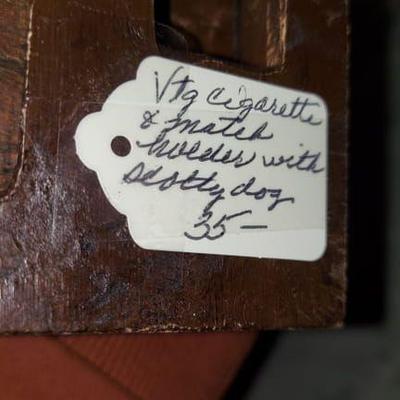 Vtg cigarette
& match
holder with
scotty dog
35-